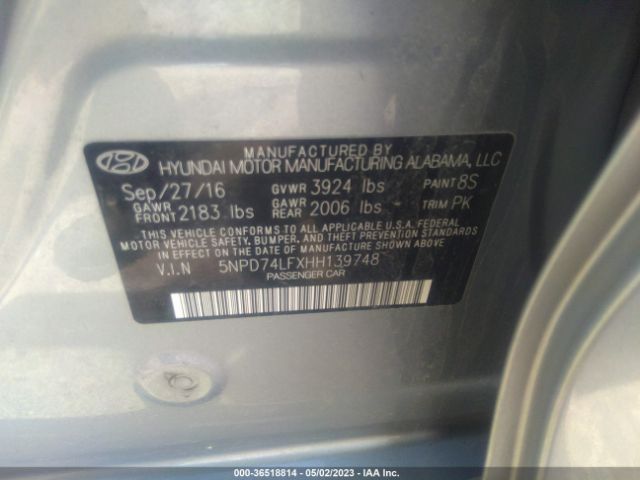 MANUFACTURED BY
HYUNDAI MOTOR MANUFACTURING ALABAMA, LLC
Sep/27/16 GVWR 3924 lbs PAINT 8S
GAWR FRONT 2183 lbs GAWR REAR 2006 lbs TRIM PK
THIS VEHICLE CONFORMS TO ALL APPLICABLE U.S.A. FEDERAL
MOTOR VEHICLE SAFETY, BUMPER, AND THEFT PREVENTION
STANDARDS IN EFFECT ON THE DATE OF MANUFACTURE SHOWN ABOVE.
V.I.N 5NPD74LFXHH139748
PASSENGER CAR
000-36518814 - 05/02/2023 - IAA Inc.